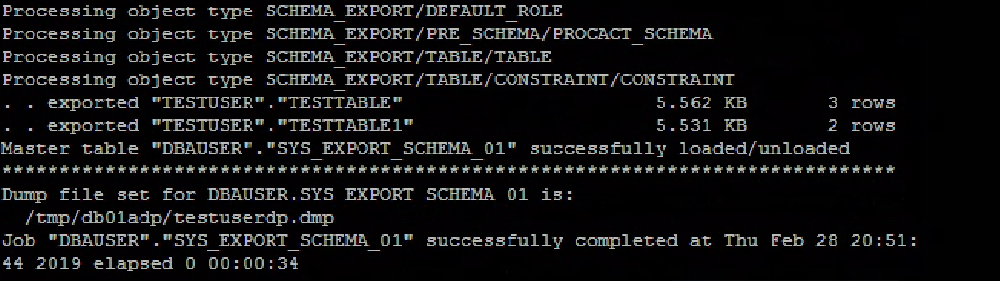 Processing object type SCHEMA_EXPORT/DEFAULT_ROLE
Processing object type SCHEMA_EXPORT/PRE_SCHEMA/PROCACT_SCHEMA
Processing object type SCHEMA_EXPORT/TABLE/TABLE
Processing object type SCHEMA_EXPORT/TABLE/CONSTRAINT/CONSTRAINT
. . exported "TESTUSER"."TESTTABLE"                      5.562 KB       3 rows
. . exported "TESTUSER"."TESTTABLE1"                     5.531 KB       2 rows
Master table "DBAUSER"."SYS_EXPORT_SCHEMA_01" successfully loaded/unloaded
******************************************************************************
Dump file set for DBAUSER.SYS_EXPORT_SCHEMA_01 is:
  /tmp/db01adp/testuserdp.dmp
Job "DBAUSER"."SYS_EXPORT_SCHEMA_01" successfully completed at Thu Feb 28 20:51:
44 2019 elapsed 0 00:00:34